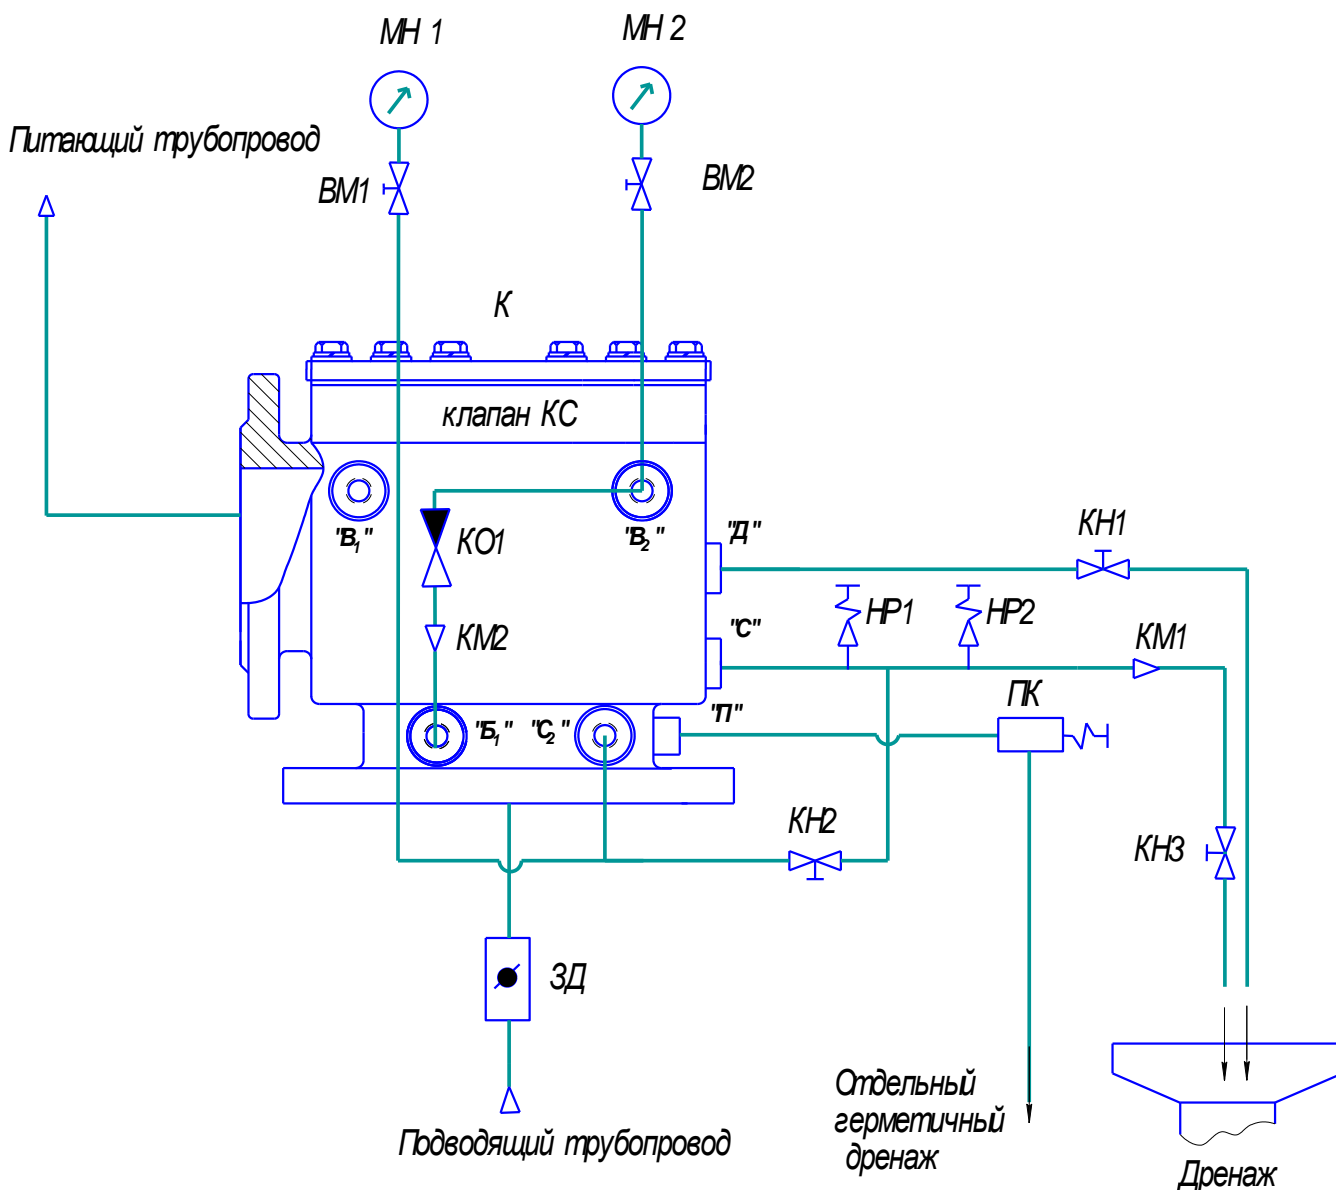 МН 1
МН 2
Питающий трубопровод
ВМ1
ВМ2
К
клапан КС
"В₁"
КО1
"В₂"
"Д"
КН1
НР1
НР2
КМ2
"С"
КМ1
"П"
ПК
"Б₁"
"С₂"
КН2
КН3
ЗД
Отдельный
герметичный
дренаж
Подводящий трубопровод
Дренаж